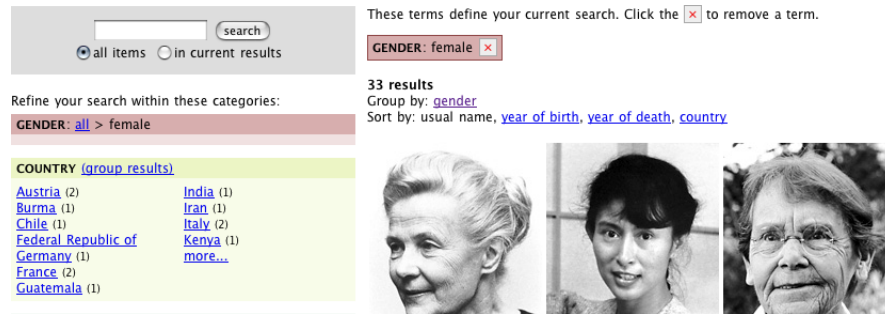 search
all items in current results
Refine your search within these categories:
GENDER: all > female
COUNTRY (group results)
Austria (2)
Burma (1)
Chile (1)
Federal Republic of
Germany (1)
France (2)
Guatemala (1)
India (1)
Iran (1)
Italy (2)
Kenya (1)
more...
These terms define your current search. Click the × to remove a term.
GENDER: female ×
33 results
Group by: gender
Sort by: usual name, year of birth, year of death, country